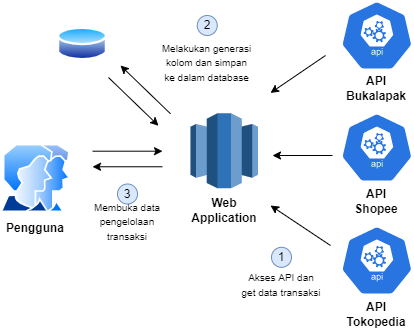 2
Melakukan generasi
kolom dan simpan
ke dalam database
api
API
Bukalapak
Pengguna
3
Membuka data
pengelolaan
transaksi
Web
Application
api
API
Shopee
1
Akses API dan
get data transaksi
api
API
Tokopedia